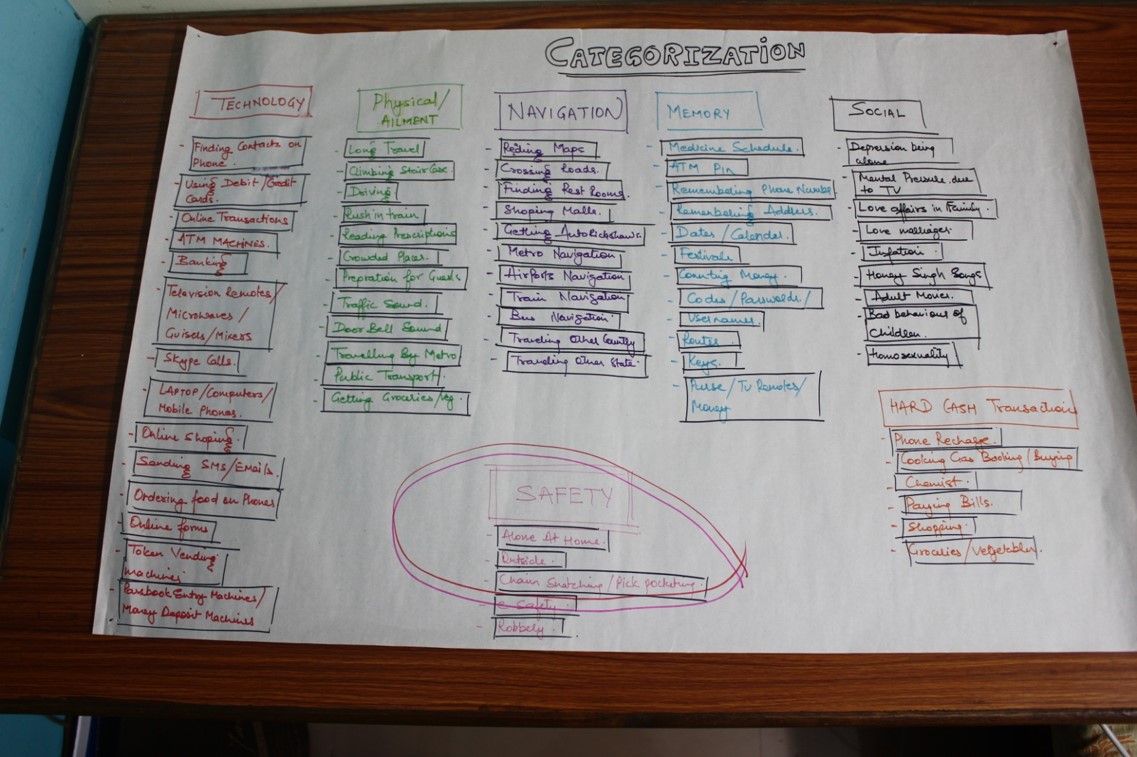 CATEGORIZATION
TECHNOLOGY
Finding Contacts on
Phone.
Using Debit/Credit
Cards.
Online Transactions
ATM MACHINES.
Banking
Television Remotes/
Microwaves/
Guisers/Mixers
Skype Calls.
LAPTOP/Computers/
Mobile Phones.
Online Shoping.
Sanding SMS/EMails.
Ordering food on Phones
Online forms
Token Vending
machines
Passbook Entry Machines/
Money Deposit Machines
Physical/
AILMENT
Long Travel
Climbing Stair Case
Driving
Rush in train
Reading Prescriptions
Crowded Places.
Prepration for Guests
Traffic Sound.
Door Bell Sound
Travelling By Metro
Public Transport.
Getting Groceries/Veg.
NAVIGATION
Reding Maps
Crossing Roads.
Finding Rest Rooms.
Shoping Malls.
Getting AutoRickshaws
Metro Navigation
Airports Navigation
Train Navigation
Bus Navigation.
Traveling Other Country
Traveling Other State.
MEMORY
Medicine Schedule.
ATM Pin
Remembering Phone Number
Remembering Address.
Dates/Calender.
Festivals
Counting Money.
Codes/Passwords/
Usernames
Routes
Keys.
Purse/Tv Remotes/
Money
SOCIAL
Depression being
alone
Mental Pressure due
to TV
Love affairs in Family.
Love marriages.
Inflation.
Honey Singh Songs
Adult Movies.
Bad behaviour of
Children.
Homosexuality
HARD CASH Transaction
Phone Recharge.
Cooking Gas Booking/Buying
Chemist.
Paying Bills.
Shopping.
Groceries/Vegetables.
SAFETY
Alone At Home.
Outside.
Chain Snatching/Pick pocketing.
e-Safety.
Robbely.